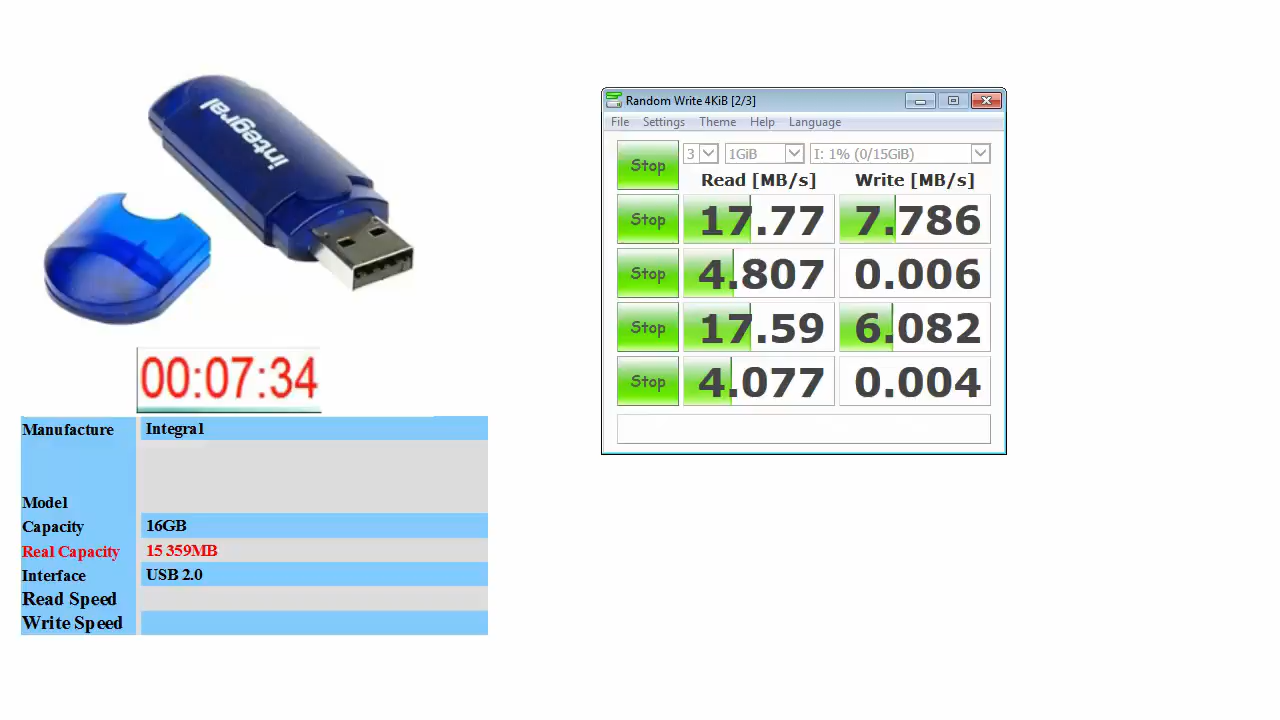 integral
00:07:34
Manufacture Integral
Model
Capacity 16GB
Real Capacity 15 359MB
Interface USB 2.0
Read Speed
Write Speed
Random Write 4KiB [2/3]
File Settings Theme Help Language
Stop 3 1GiB I: 1% (0/15GiB)
Read [MB/s] Write [MB/s]
Stop 17.77 7.786
Stop 4.807 0.006
Stop 17.59 6.082
Stop 4.077 0.004